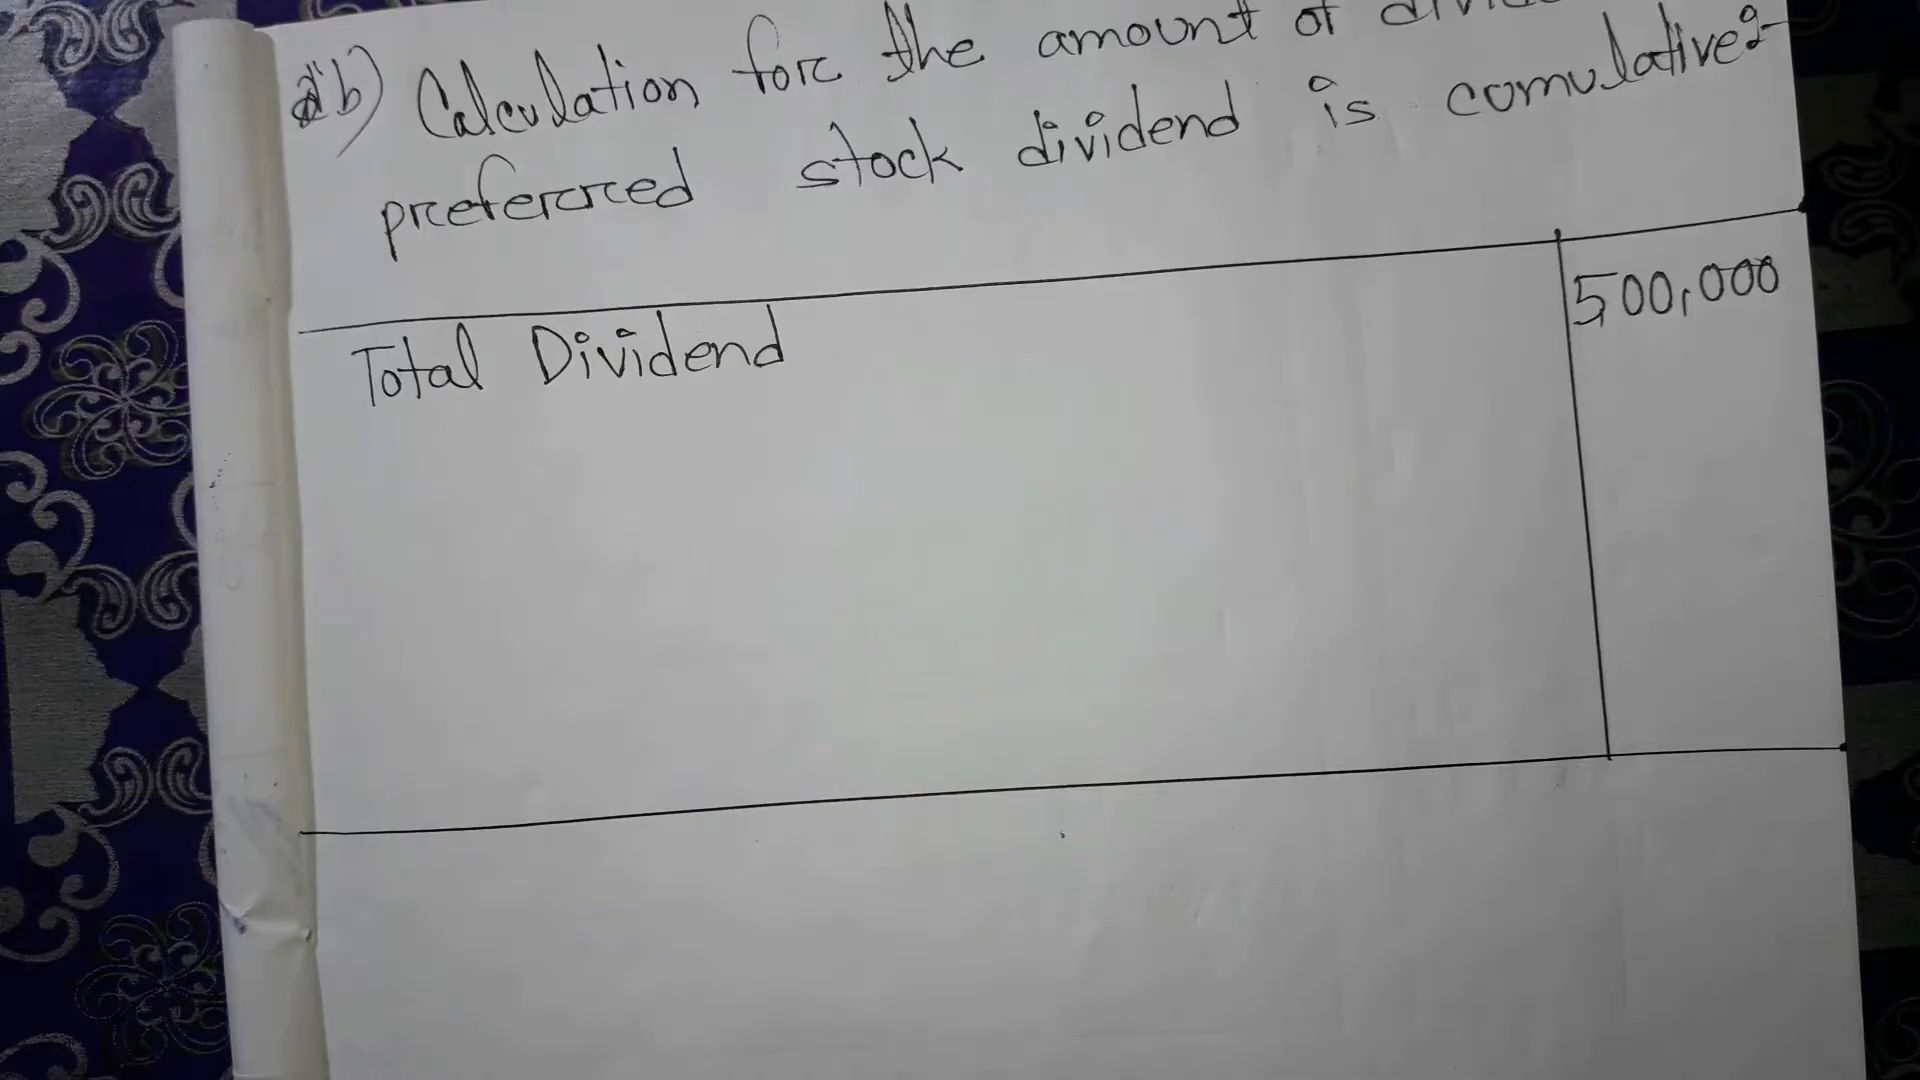 b) Calculation for the amount of
preferred stock dividend is comulative:-
Total Dividend 500,000